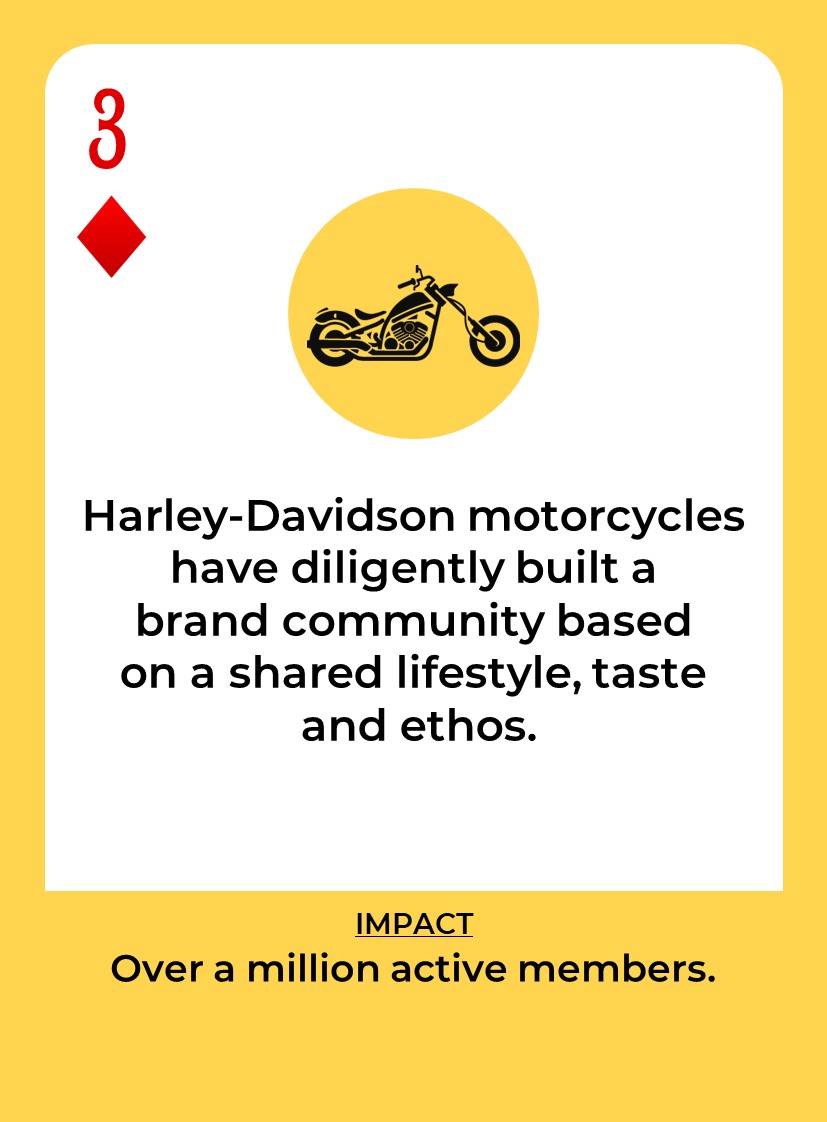 3
Harley-Davidson motorcycles
have diligently built a
brand community based
on a shared lifestyle, taste
and ethos.
IMPACT
Over a million active members.